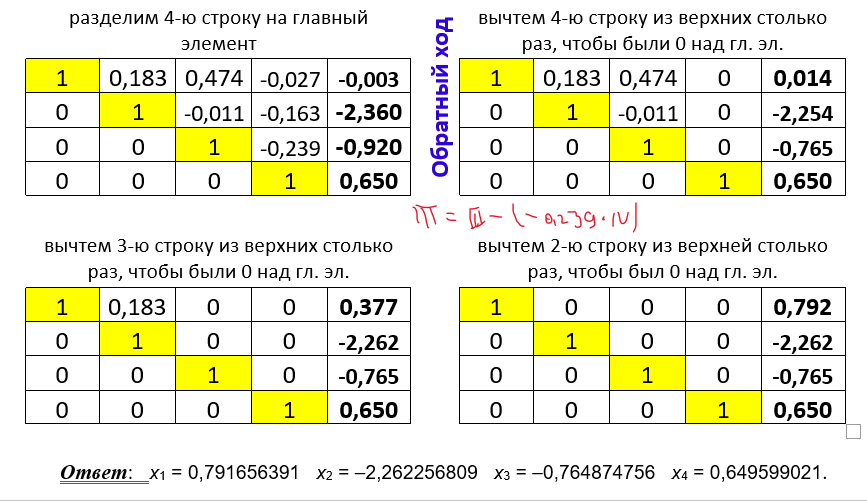 разделим 4-ю строку на главный
элемент
1 0,183 0,474 -0,027 -0,003
0 1 -0,011 -0,163 -2,360
0 0 1 -0,239 -0,920
0 0 0 1 0,650
Обратный ход
вычтем 4-ю строку из верхних столько
раз, чтобы были 0 над гл. эл.
1 0,183 0,474 0 0,014
0 1 -0,011 0 -2,254
0 0 1 0 -0,765
0 0 0 1 0,650
III = III - (-0,239·IV)
вычтем 3-ю строку из верхних столько
раз, чтобы были 0 над гл. эл.
1 0,183 0 0 0,377
0 1 0 0 -2,262
0 0 1 0 -0,765
0 0 0 1 0,650
вычтем 2-ю строку из верхней столько
раз, чтобы был 0 над гл. эл.
1 0 0 0 0,792
0 1 0 0 -2,262
0 0 1 0 -0,765
0 0 0 1 0,650
Ответ: x1 = 0,791656391 x2 = –2,262256809 x3 = –0,764874756 x4 = 0,649599021.